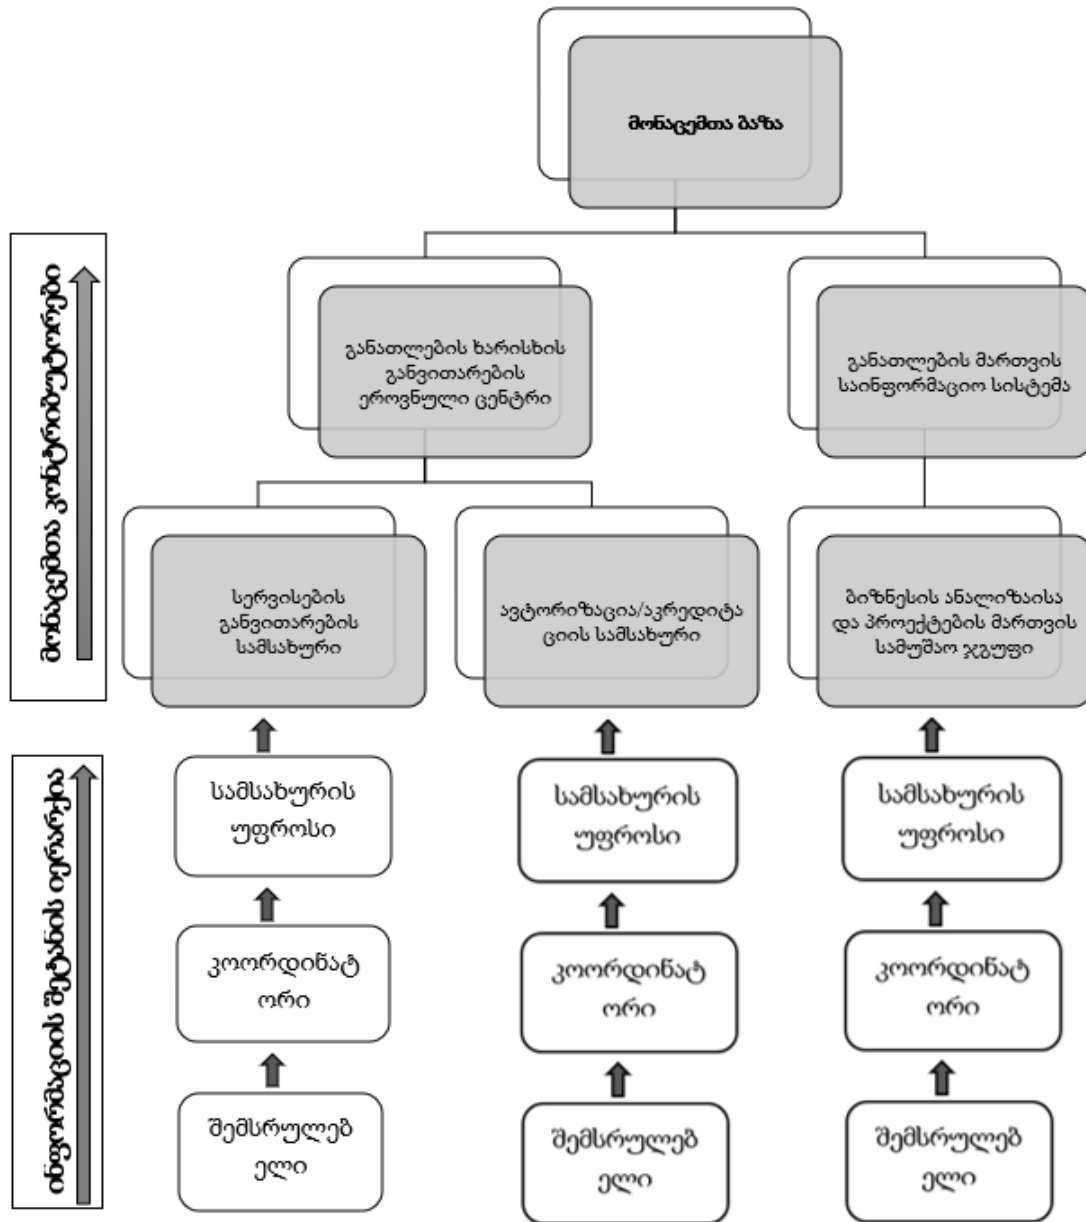 მონაცემთა ბაზა
მონაცემთა კონტრიბუტორები
განათლების ხარისხის
განვითარების
ეროვნული ცენტრი
განათლების მართვის
საინფორმაციო სისტემა
სერვისების
განვითარების
სამსახური
ავტორიზაცია/აკრედიტა
ციის სამსახური
ბიზნესის ანალიზაისა
და პროექტების მართვის
სამუშაო ჯგუფი
ინფორმაციის შეტანის იერარქია
სამსახურის
უფროსი
სამსახურის
უფროსი
სამსახურის
უფროსი
კოორდინატ
ორი
კოორდინატ
ორი
კოორდინატ
ორი
შემსრულებ
ელი
შემსრულებ
ელი
შემსრულებ
ელი